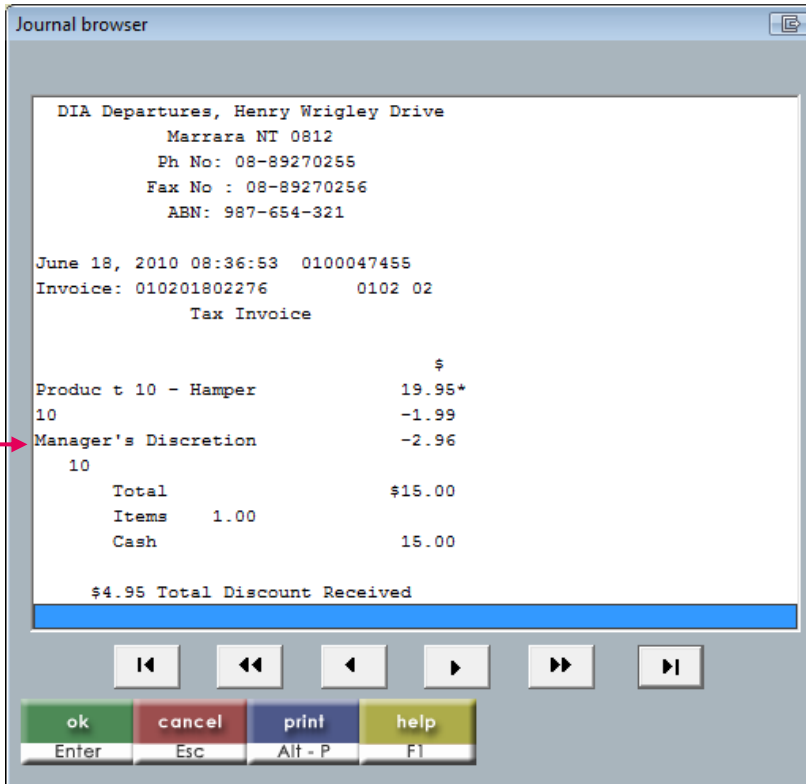 Journal browser
DIA Departures, Henry Wrigley Drive
Marrara NT 0812
Ph No: 08-89270255
Fax No : 08-89270256
ABN: 987-654-321
June 18, 2010 08:36:53 0100047455
Invoice: 010201802276 0102 02
Tax Invoice
$
Produc t 10 - Hamper 19.95*
10 -1.99
Manager's Discretion -2.96
10
Total $15.00
Items 1.00
Cash 15.00
$4.95 Total Discount Received
ok cancel print help
Enter Esc Alt - P F1